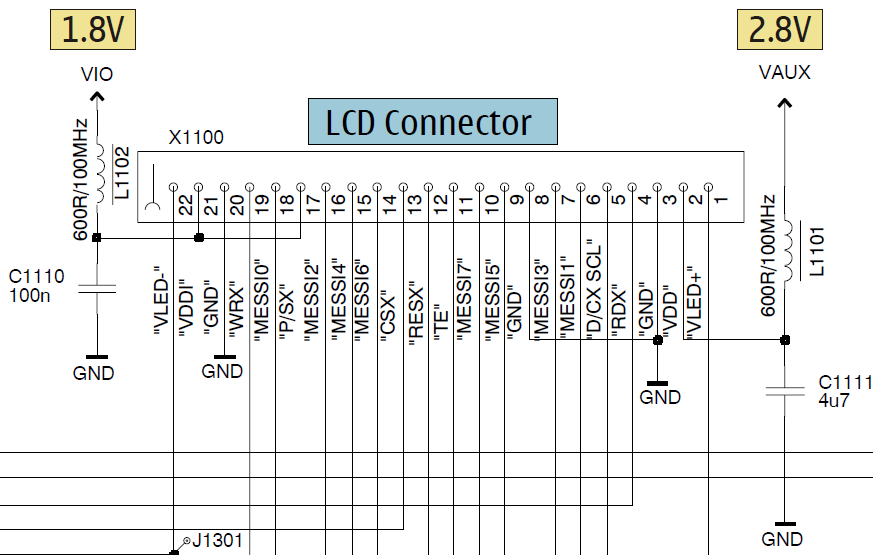 1.8V
2.8V
VIO
VAUX
LCD Connector
X1100
600R/100MHz
L1102
22
21
20
19
18
17
16
15
14
13
12
11
10
9
8
7
6
5
4
3
2
1
600R/100MHz
L1101
C1110
100n
"VLED-"
"VDDI"
"GND"
"WRX"
"MESSI0"
"P/SX"
"MESSI2"
"MESSI4"
"MESSI6"
"CSX"
"RESX"
"TE"
"MESSI7"
"MESSI5"
"GND"
"MESSI3"
"MESSI1"
"D/CX SCL"
"RDX"
"GND"
"VDD"
"VLED+"
GND
GND
GND
C1111
4u7
GND
J1301